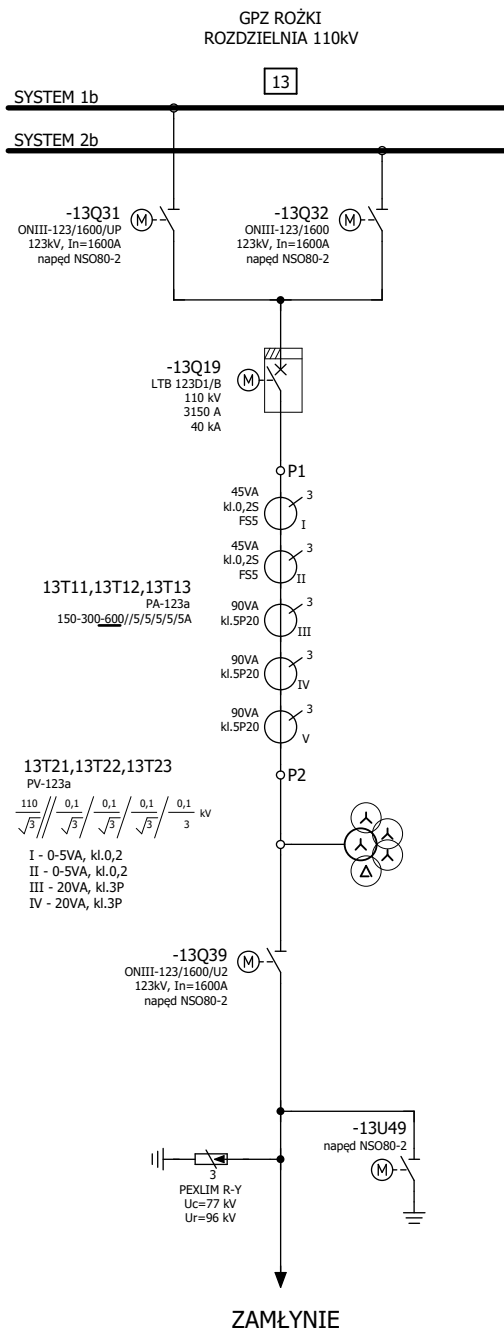 GPZ ROŻKI
ROZDZIELNIA 110kV
13
SYSTEM 1b
SYSTEM 2b
-13Q31
ONIII-123/1600/UP
123kV, In=1600A
napęd NSO80-2
M
-13Q32
ONIII-123/1600
123kV, In=1600A
napęd NSO80-2
M
-13Q19
LTB 123D1/B
110 kV
3150 A
40 kA
M
P1
45VA
kl.0,2S
FS5
3
I
45VA
kl.0,2S
FS5
3
II
13T11,13T12,13T13
PA-123a
150-300-600//5/5/5/5/5A
90VA
kl.5P20
3
III
90VA
kl.5P20
3
IV
90VA
kl.5P20
3
V
P2
13T21,13T22,13T23
PV-123a
110/√3//0,1/√3/0,1/√3/0,1/√3/0,1/3 kV
I - 0-5VA, kl.0,2
II - 0-5VA, kl.0,2
III - 20VA, kl.3P
IV - 20VA, kl.3P
-13Q39
ONIII-123/1600/U2
123kV, In=1600A
napęd NSO80-2
M
-13U49
napęd NSO80-2
M
3
PEXLIM R-Y
Uc=77 kV
Ur=96 kV
ZAMŁYNIE